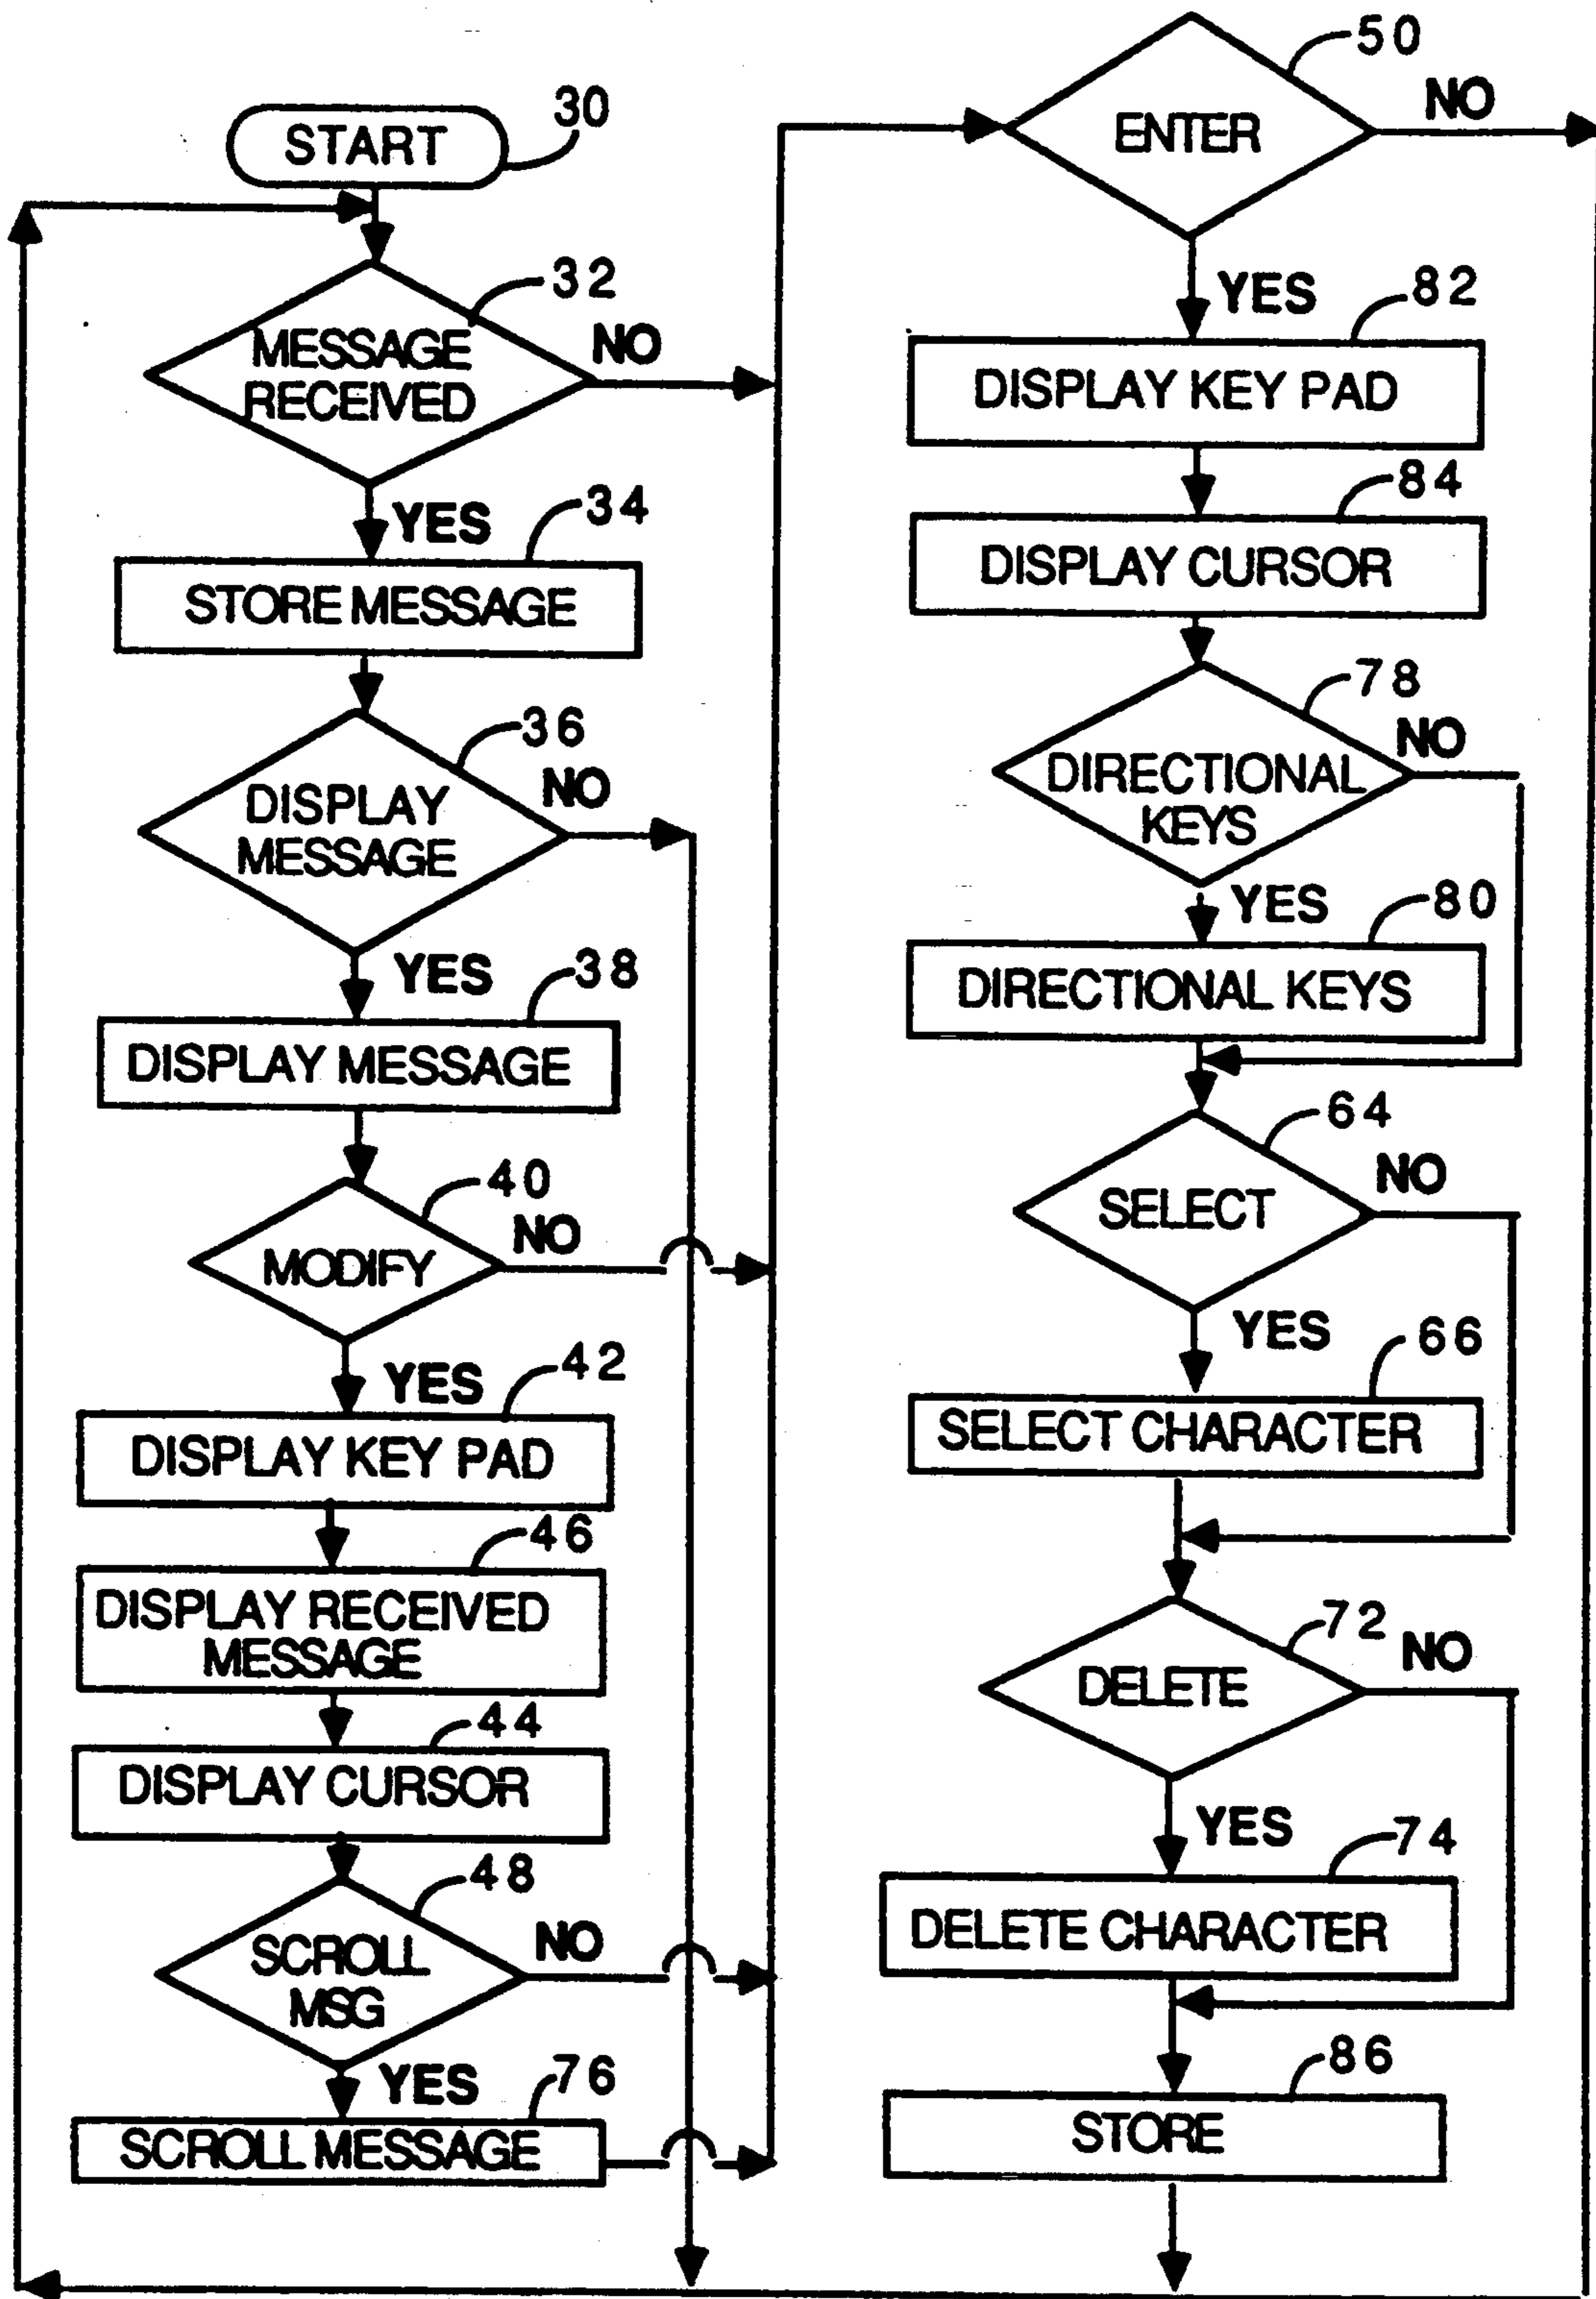 START
30
32
MESSAGE
RECEIVED
NO
YES
34
STORE MESSAGE
36
DISPLAY
MESSAGE
NO
YES
38
DISPLAY MESSAGE
40
MODIFY
NO
YES
42
DISPLAY KEY PAD
46
DISPLAY RECEIVED
MESSAGE
44
DISPLAY CURSOR
48
SCROLL
MSG
NO
YES
76
SCROLL MESSAGE
50
ENTER
NO
YES
82
DISPLAY KEY PAD
84
DISPLAY CURSOR
78
DIRECTIONAL
KEYS
NO
YES
80
DIRECTIONAL KEYS
64
SELECT
NO
YES
66
SELECT CHARACTER
72
DELETE
NO
YES
74
DELETE CHARACTER
86
STORE